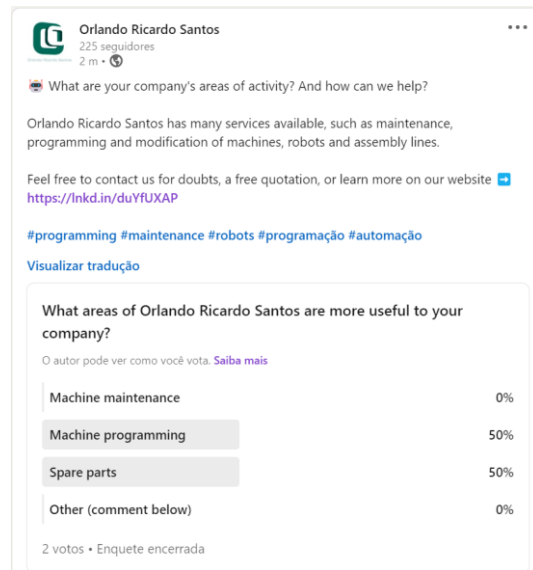 Orlando Ricardo Santos
225 seguidores
2 m •
What are your company's areas of activity? And how can we help?
Orlando Ricardo Santos has many services available, such as maintenance,
programming and modification of machines, robots and assembly lines.
Feel free to contact us for doubts, a free quotation, or learn more on our website ➡️
https://lnkd.in/duYfUXAP
#programming #maintenance #robots #programação #automação
Visualizar tradução
What areas of Orlando Ricardo Santos are more useful to your
company?
O autor pode ver como você vota. Saiba mais
Machine maintenance 0%
Machine programming 50%
Spare parts 50%
Other (comment below) 0%
2 votos • Enquete encerrada